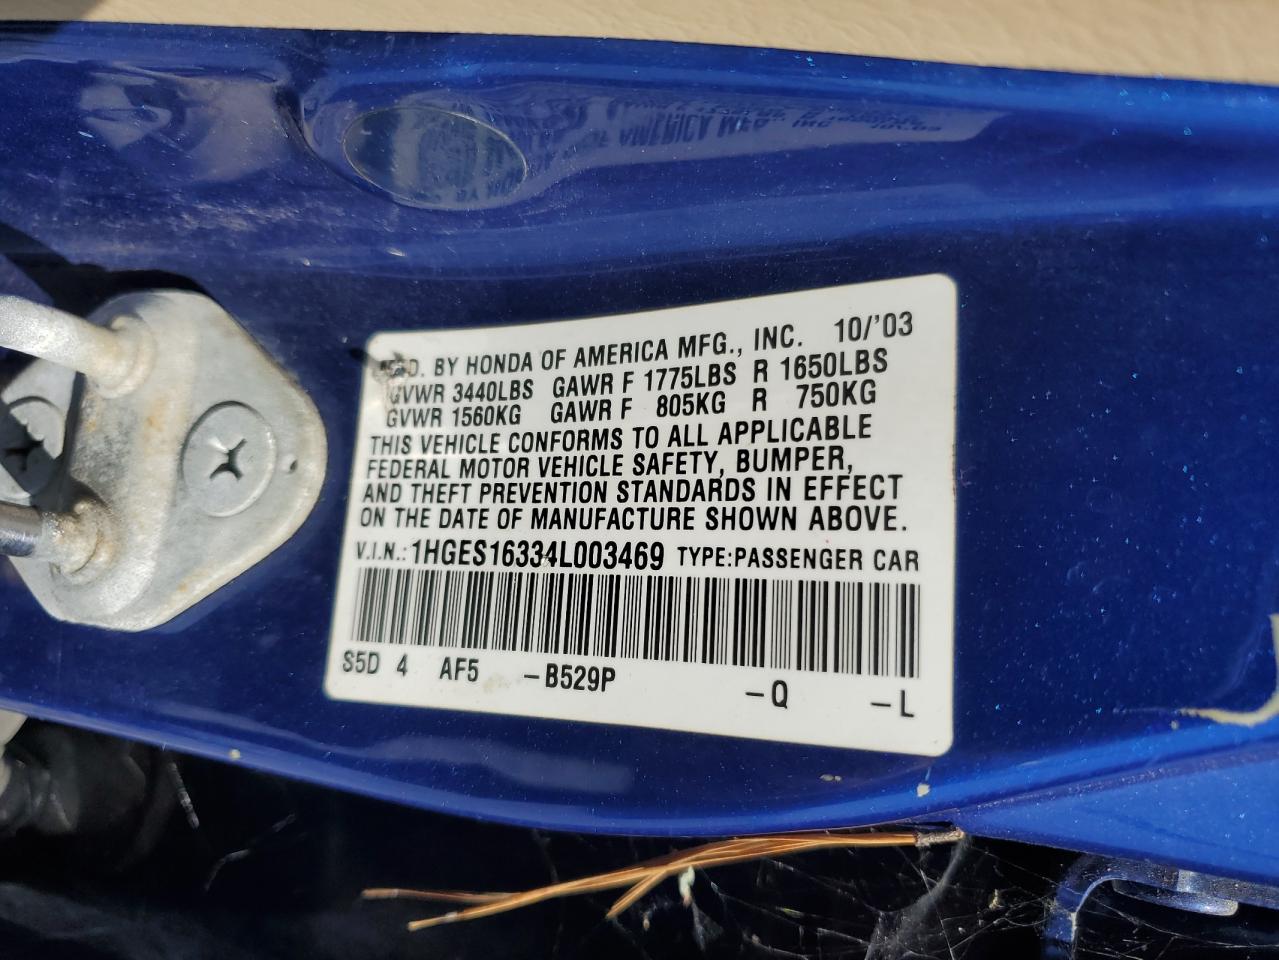 MFD. BY HONDA OF AMERICA MFG., INC. 10/'03
GVWR 3440LBS GAWR F 1775LBS R 1650LBS
GVWR 1560KG GAWR F 805KG R 750KG
THIS VEHICLE CONFORMS TO ALL APPLICABLE
FEDERAL MOTOR VEHICLE SAFETY, BUMPER,
AND THEFT PREVENTION STANDARDS IN EFFECT
ON THE DATE OF MANUFACTURE SHOWN ABOVE.
V.I.N.: 1HGES16334L003469 TYPE:PASSENGER CAR
S5D 4 AF5 -B529P -Q -L